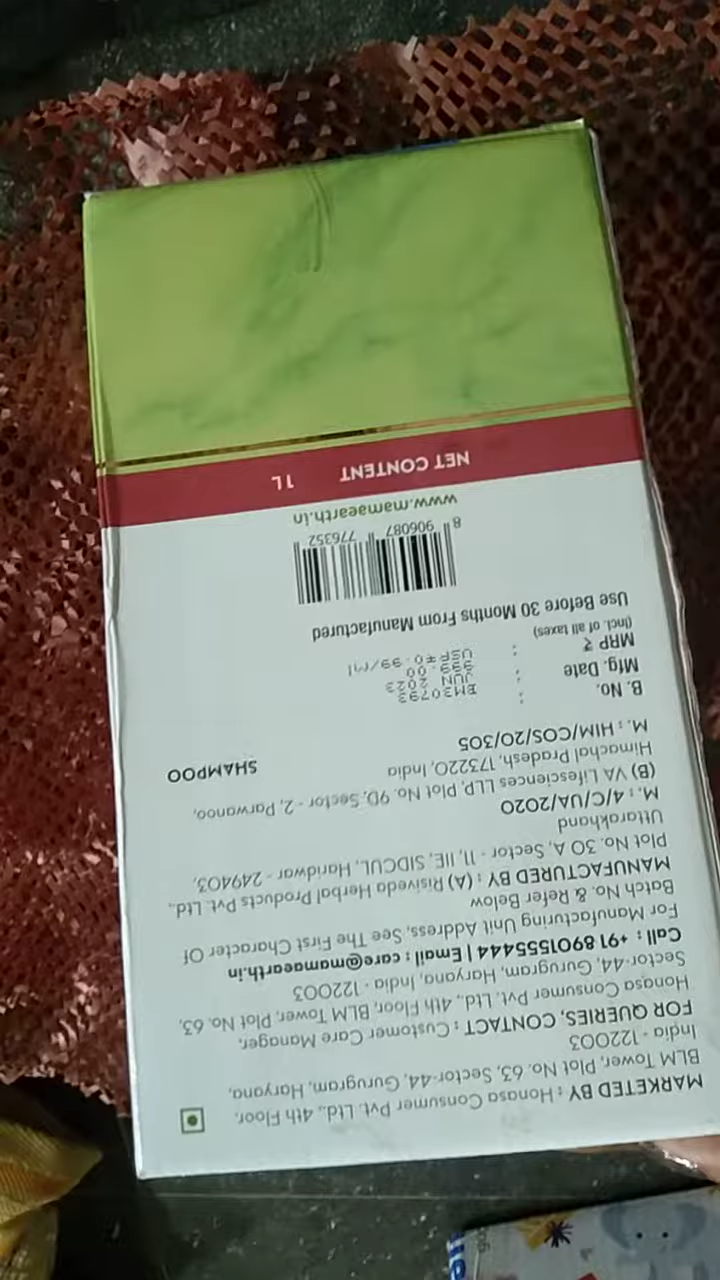 MARKETED BY : Honasa Consumer Pvt. Ltd., 4th Floor,
BLM Tower, Plot No. 63, Sector-44, Gurugram, Haryana,
India - 122003
FOR QUERIES, CONTACT : Customer Care Manager,
Honasa Consumer Pvt. Ltd., 4th Floor, BLM Tower, Plot No. 63,
Sector-44, Gurugram, Haryana, India - 122003
Call : +91 8901555444 | Email : care@mamaearth.in
For Manufacturing Unit Address, See The First Character Of
Batch No. & Refer Below
MANUFACTURED BY : (A) Risiveda Herbal Products Pvt. Ltd.,
Plot No. 30 A, Sector - 11, IIE, SIDCUL, Haridwar - 249403,
Uttarakhand
M. : 4/C/UA/2020
(B) VA Lifesciences LLP, Plot No. 9D, Sector - 2, Parwanoo,
Himachal Pradesh, 173220, India
M. : HIM/COS/20/305
SHAMPOO
B. No. : EM30793
Mfg. Date : JUN 2023
MRP ₹ : 999.00
(Incl. of all taxes) USP ₹0.99/ml
Use Before 30 Months From Manufactured
8 906087 776352
www.mamaearth.in
NET CONTENT 1L